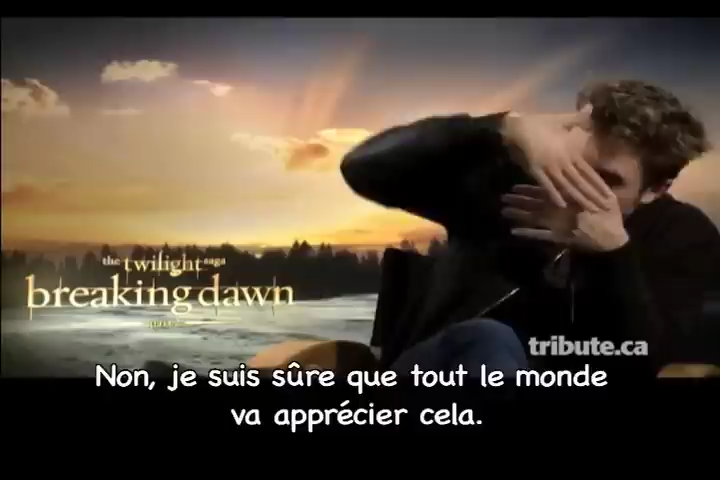 the twilight saga
breaking dawn
tribute.ca
Non, je suis sûre que tout le monde
va apprécier cela.